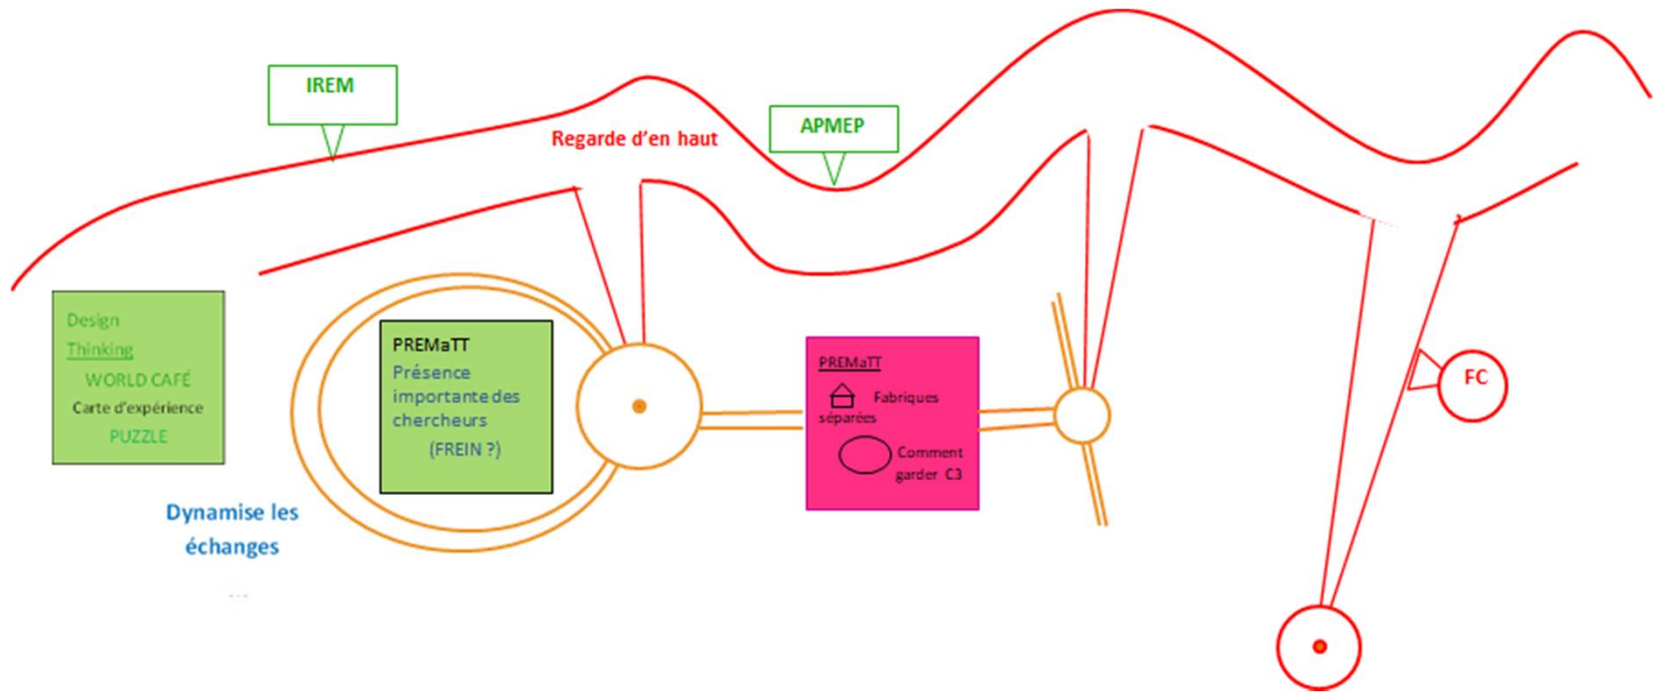 IREM
Regarde d'en haut
APMEP
Design
Thinking
WORLD CAFÉ
Carte d'expérience
PUZZLE
PREMaTT
Présence
importante des
chercheurs
(FREIN ?)
PREMaTT
Fabriques
séparées
Comment
garder C3
FC
Dynamise les
échanges
...